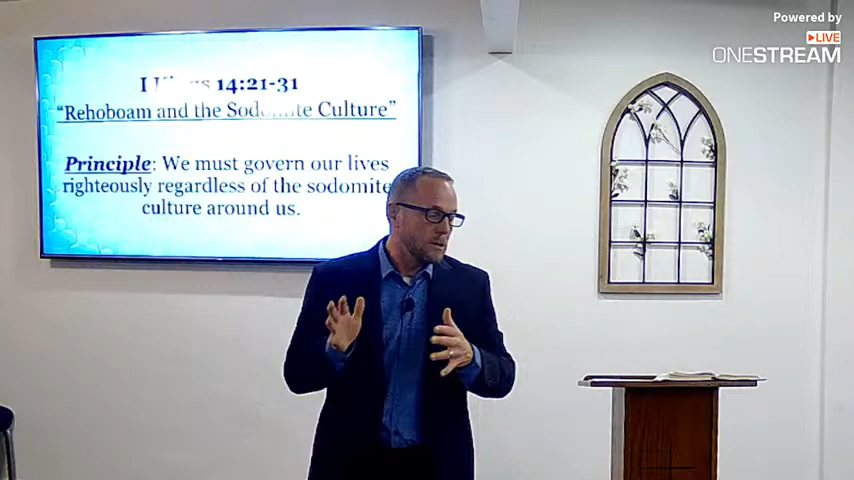 Powered by
LIVE
ONESTREAM
I 14:21-31
“Rehoboam and the Culture”
Principle: We must govern our lives
righteously regardless of the sodomite
culture around us.